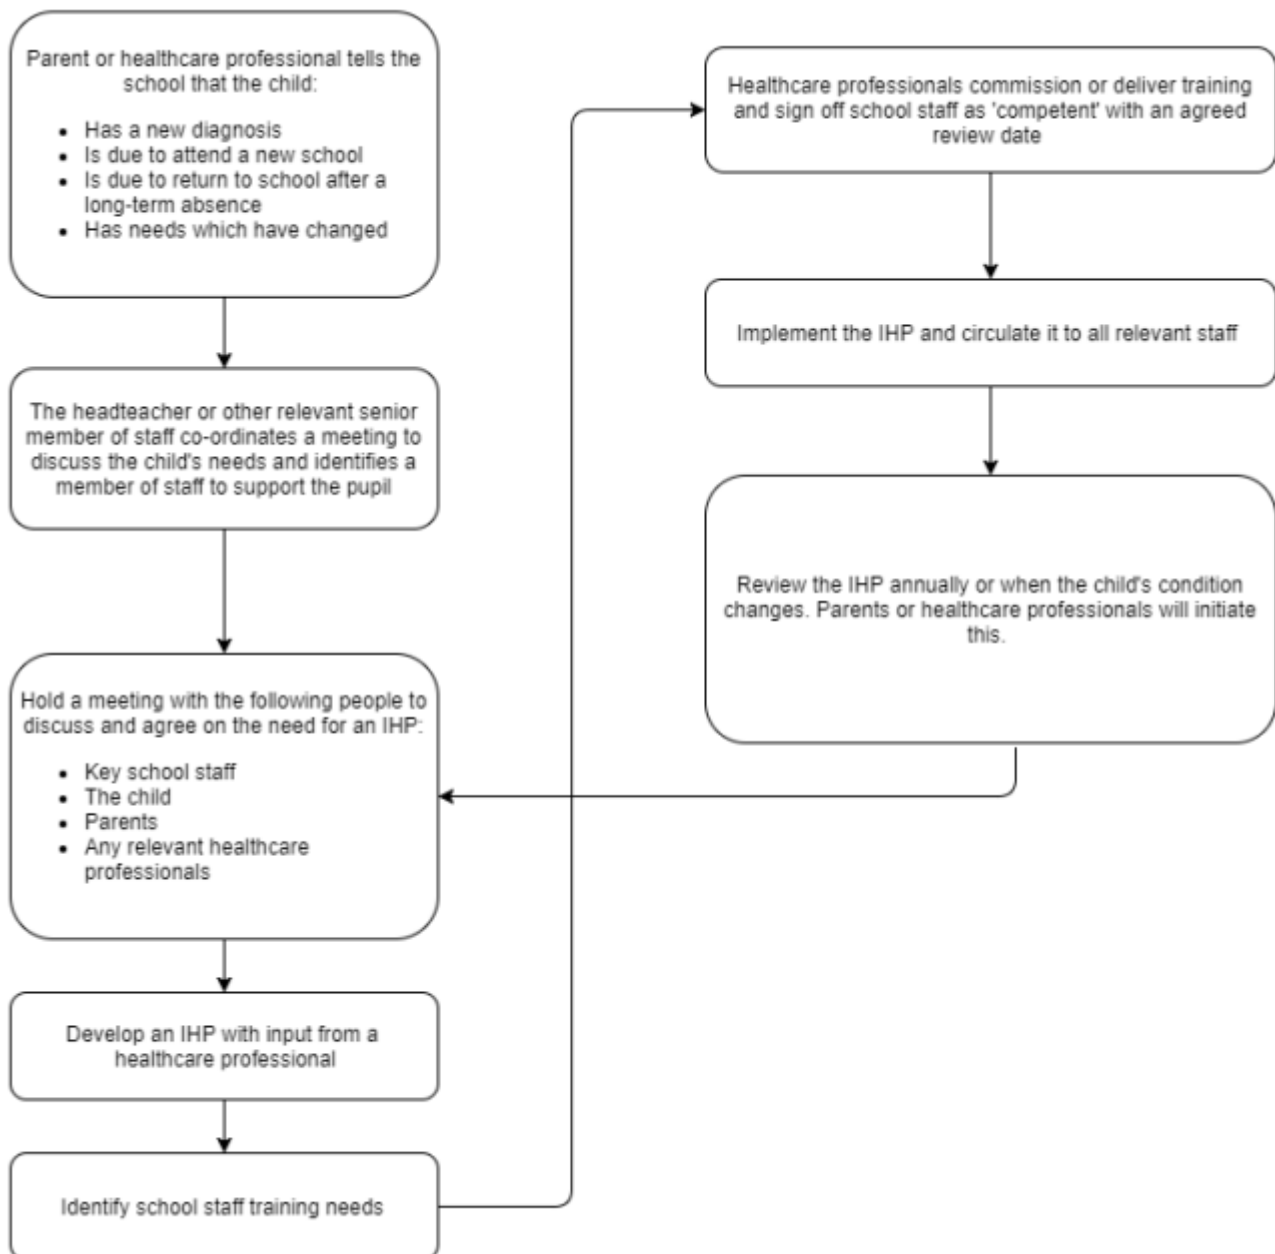 Parent or healthcare professional tells the
school that the child:
• Has a new diagnosis
• Is due to attend a new school
• Is due to return to school after a
long-term absence
• Has needs which have changed
The headteacher or other relevant senior
member of staff co-ordinates a meeting to
discuss the child's needs and identifies a
member of staff to support the pupil
Hold a meeting with the following people to
discuss and agree on the need for an IHP:
• Key school staff
• The child
• Parents
• Any relevant healthcare
professionals
Develop an IHP with input from a
healthcare professional
Identify school staff training needs
Healthcare professionals commission or deliver training
and sign off school staff as 'competent' with an agreed
review date
Implement the IHP and circulate it to all relevant staff
Review the IHP annually or when the child's condition
changes. Parents or healthcare professionals will initiate
this.